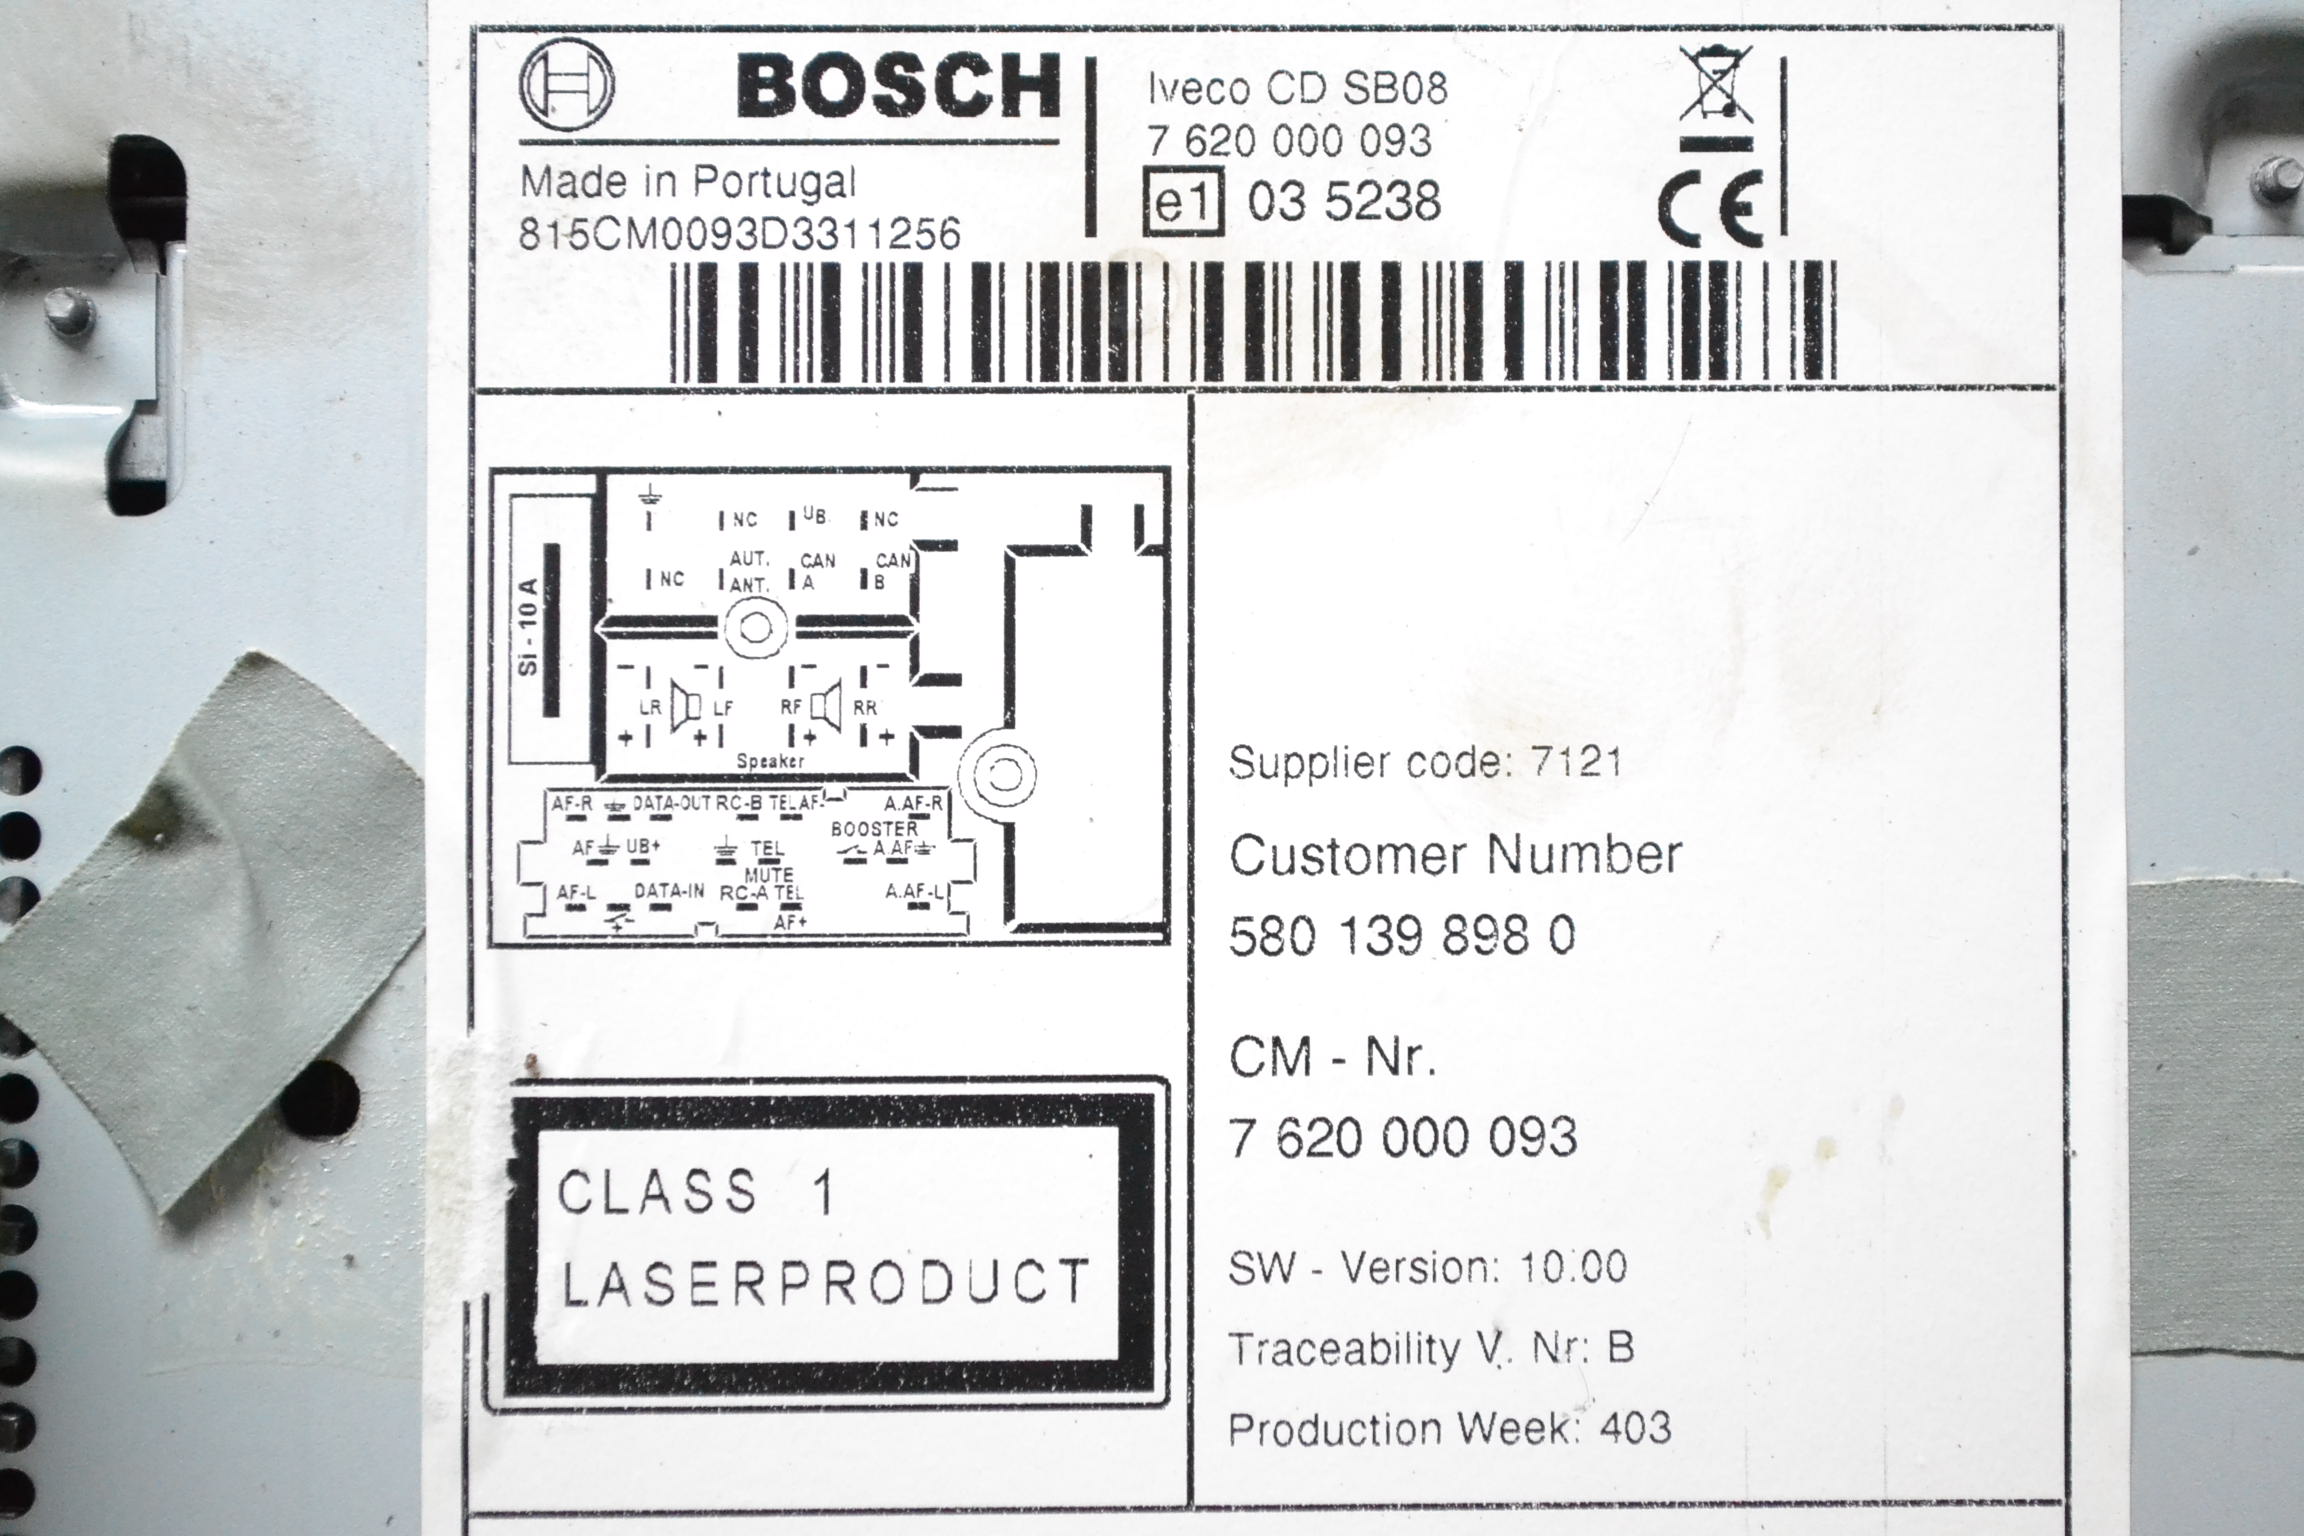 BOSCH
Made in Portugal
815CM0093D3311256
Iveco CD SB08
7 620 000 093
e1 03 5238
CE
Si - 10 A
NC UB NC
NC AUT. ANT. CAN A CAN B
- - - -
LR LF RF RR
+ + + +
Speaker
AF-R DATA-OUT RC-B TEL AF- A.AF-R
BOOSTER
AF UB+ TEL MUTE A.AF
AF-L DATA-IN RC-A TEL AF+ A.AF-L
CLASS 1
LASERPRODUCT
Supplier code: 7121
Customer Number
580 139 898 0
CM - Nr.
7 620 000 093
SW - Version: 10.00
Traceability V. Nr: B
Production Week: 403